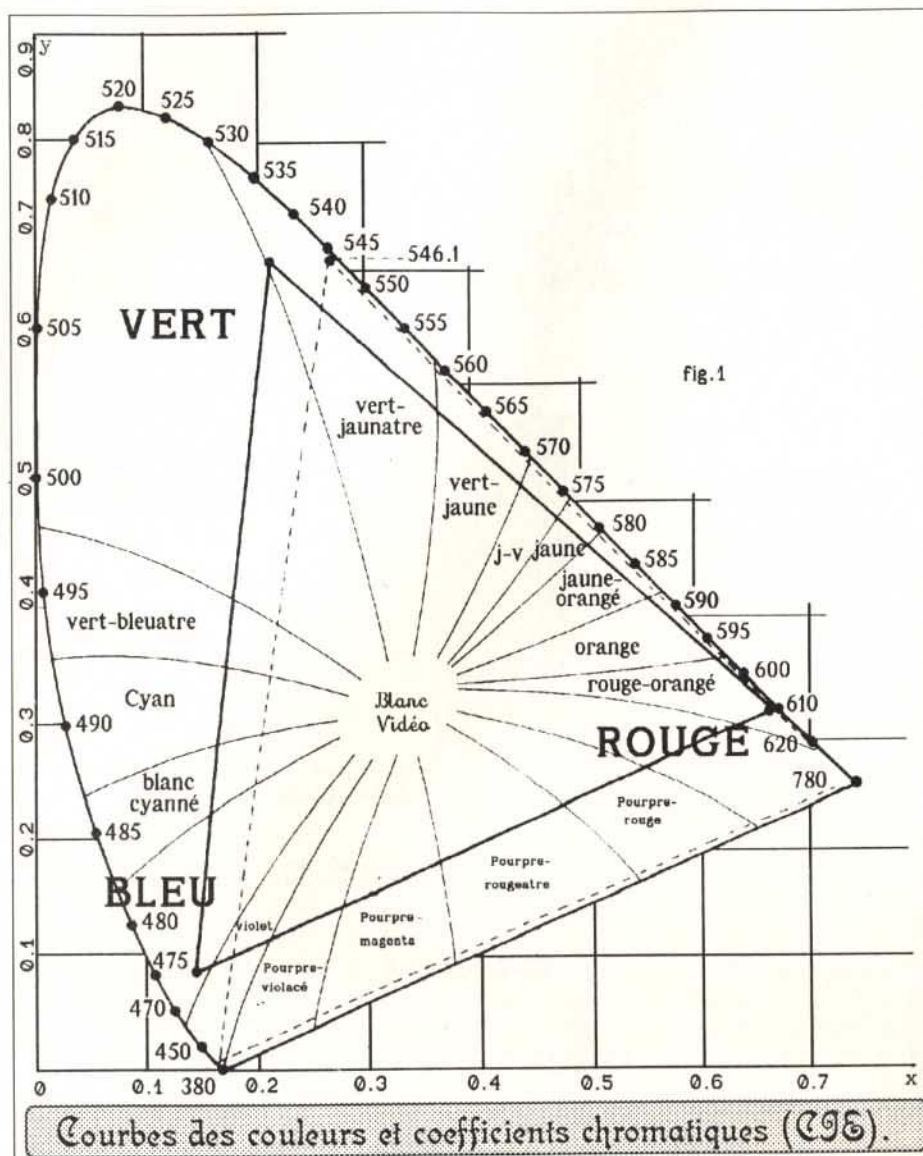 0.9
y
520
525
530
515
0.8
535
510
540
0.7
545
546.1
550
VERT
0.6
505
555
560
fig.1
vert-
jaunatre
565
570
vert-
jaune
0.5
500
575
580
j-v
jaune
585
jaune-
orangé
590
0.4
495
vert-bleuatre
595
orange
600
rouge-orangé
Cyan
Blanc
Vidéo
610
0.3
490
ROUGE
620
blanc
cyanné
780
Pourpre-
rouge
0.2
485
Pourpre-
rougeatre
BLEU
480
violet
Pourpre-
magenta
475
0.1
Pourpre-
violacé
470
450
0
0.1
380
0.2
0.3
0.4
0.5
0.6
0.7
x
Courbes des couleurs et coefficients chromatiques (CIE).